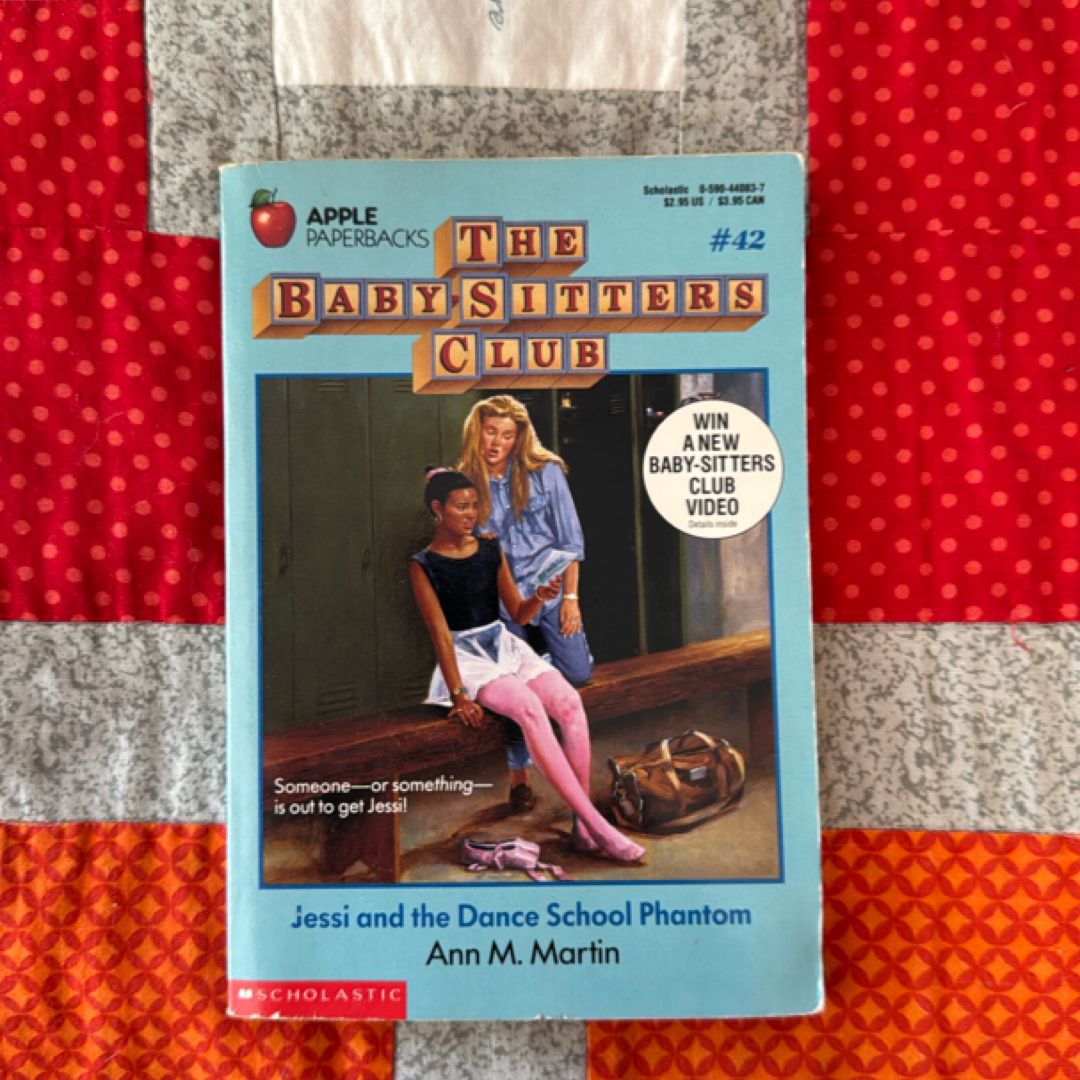 APPLE
PAPERBACKS
Scholastic 0-590-44083-7
$2.95 US / $3.95 CAN
#42
THE
BABY-SITTERS
CLUB
WIN
A NEW
BABY-SITTERS
CLUB
VIDEO
Details inside
Someone—or something—
is out to get Jessi!
Jessi and the Dance School Phantom
Ann M. Martin
SCHOLASTIC